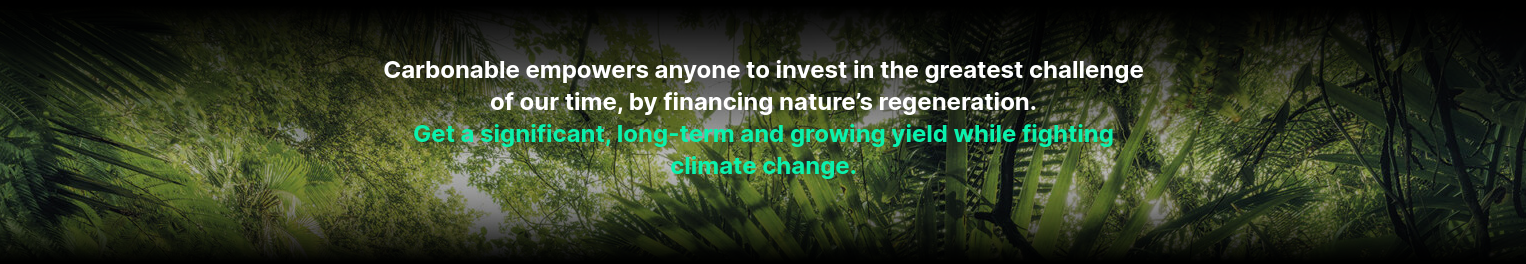 Carbonable empowers anyone to invest in the greatest challenge
of our time, by financing nature’s regeneration.
Get a significant, long-term and growing yield while fighting
climate change.